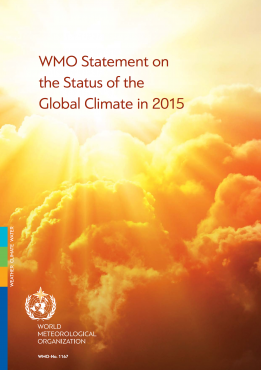 WMO Statement on
the Status of the
Global Climate in 2015
WEATHER CLIMATE WATER
WORLD
METEOROLOGICAL
ORGANIZATION
WMO-No. 1167